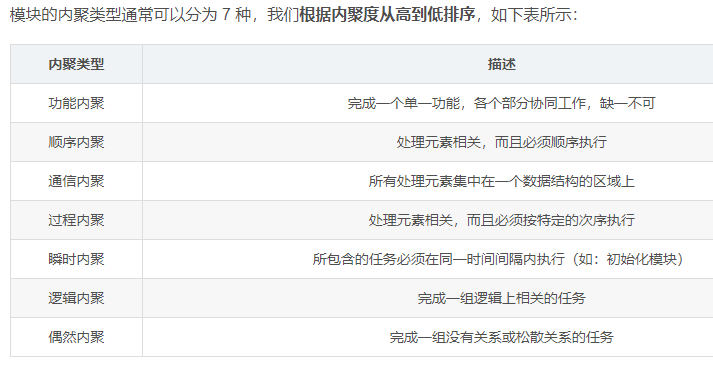 模块的内聚类型通常可以分为 7 种，我们根据内聚度从高到低排序，如下表所示：
内聚类型 描述
功能内聚 完成一个单一功能，各个部分协同工作，缺一不可
顺序内聚 处理元素相关，而且必须顺序执行
通信内聚 所有处理元素集中在一个数据结构的区域上
过程内聚 处理元素相关，而且必须按特定的次序执行
瞬时内聚 所包含的任务必须在同一时间间隔内执行（如：初始化模块）
逻辑内聚 完成一组逻辑上相关的任务
偶然内聚 完成一组没有关系或松散关系的任务